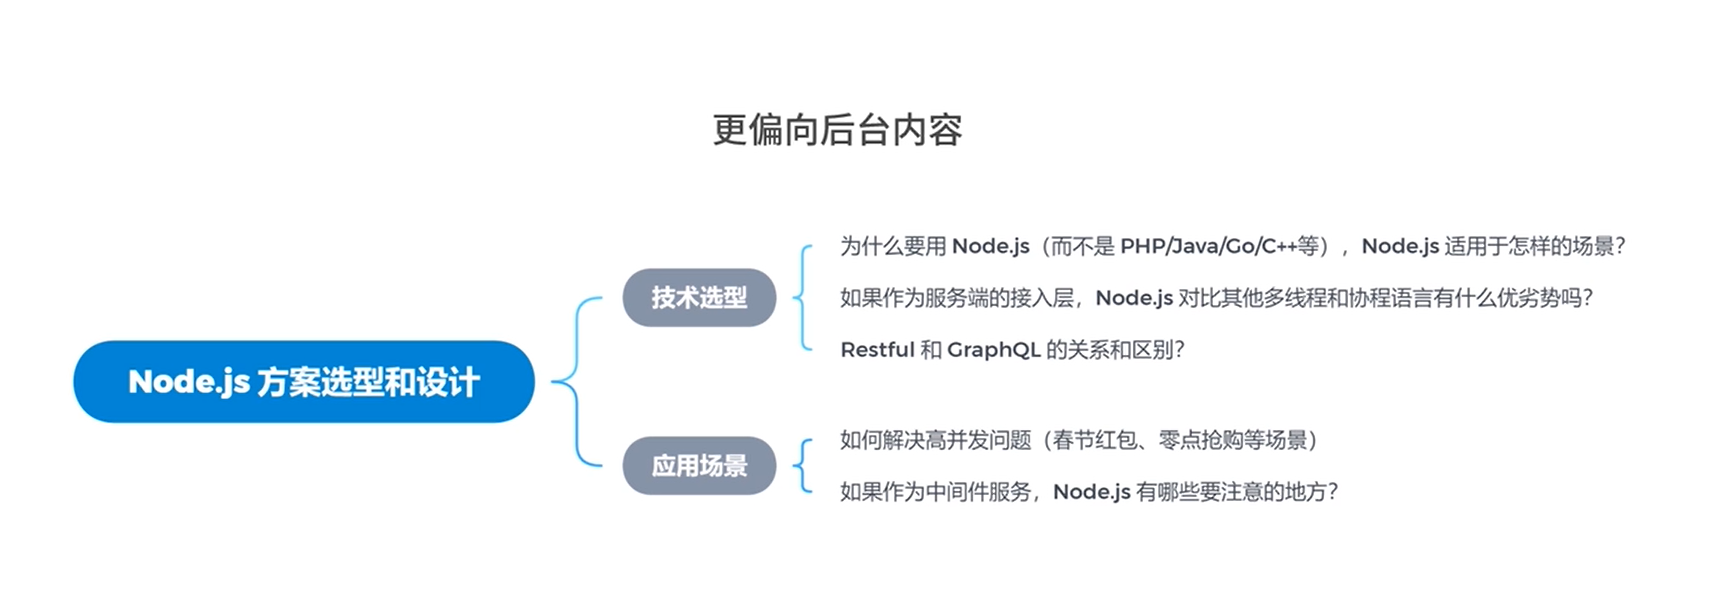 更偏向后台内容
Node.js 方案选型和设计
技术选型
为什么要用 Node.js（而不是 PHP/Java/Go/C++等），Node.js 适用于怎样的场景？
如果作为服务端的接入层，Node.js 对比其他多线程和协程语言有什么优劣势吗？
Restful 和 GraphQL 的关系和区别？
应用场景
如何解决高并发问题（春节红包、零点抢购等场景）
如果作为中间件服务，Node.js 有哪些要注意的地方？